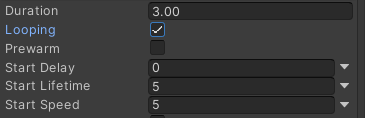 Duration 3.00
Looping
Prewarm
Start Delay 0
Start Lifetime 5
Start Speed 5